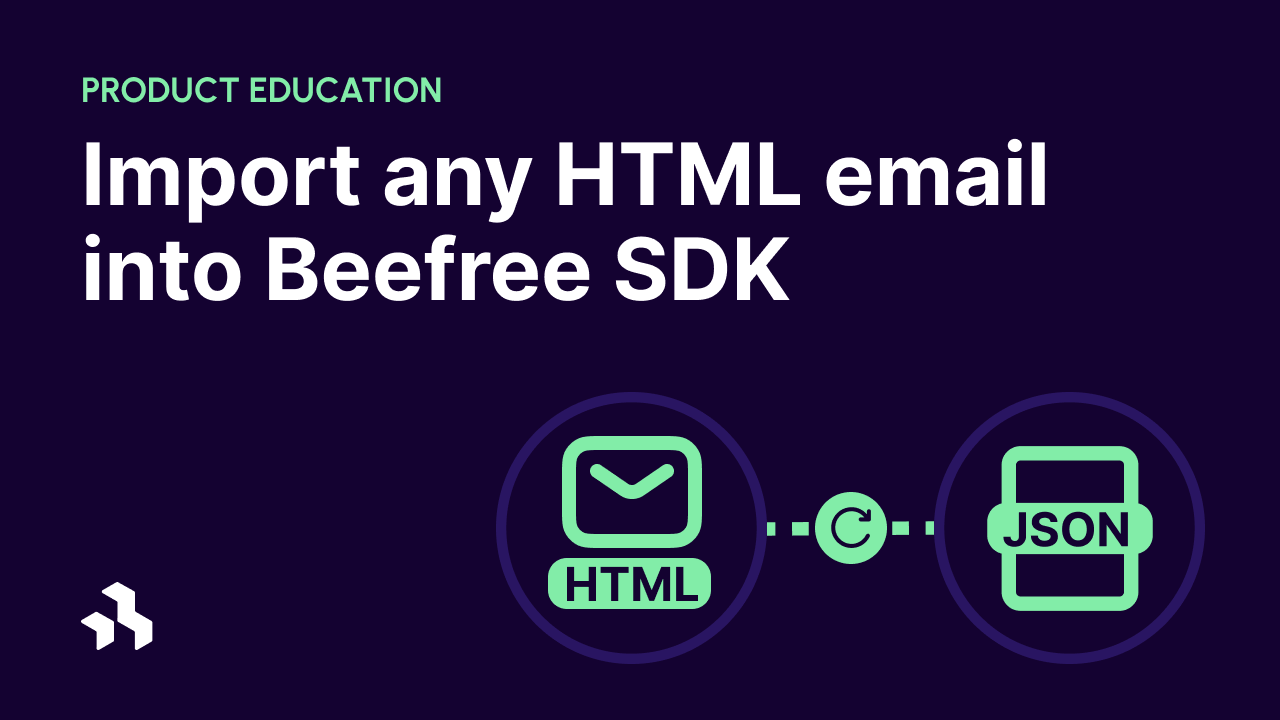 PRODUCT EDUCATION
Import any HTML email
into Beefree SDK
HTML
JSON